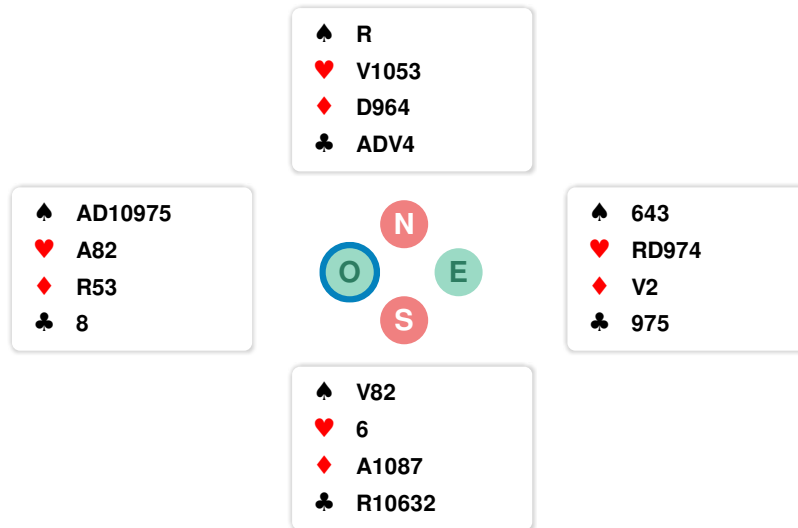 ♠ R
♥ V1053
♦ D964
♣ ADV4
♠ AD10975
♥ A82
♦ R53
♣ 8
N
O
E
S
♠ 643
♥ RD974
♦ V2
♣ 975
♠ V82
♥ 6
♦ A1087
♣ R10632